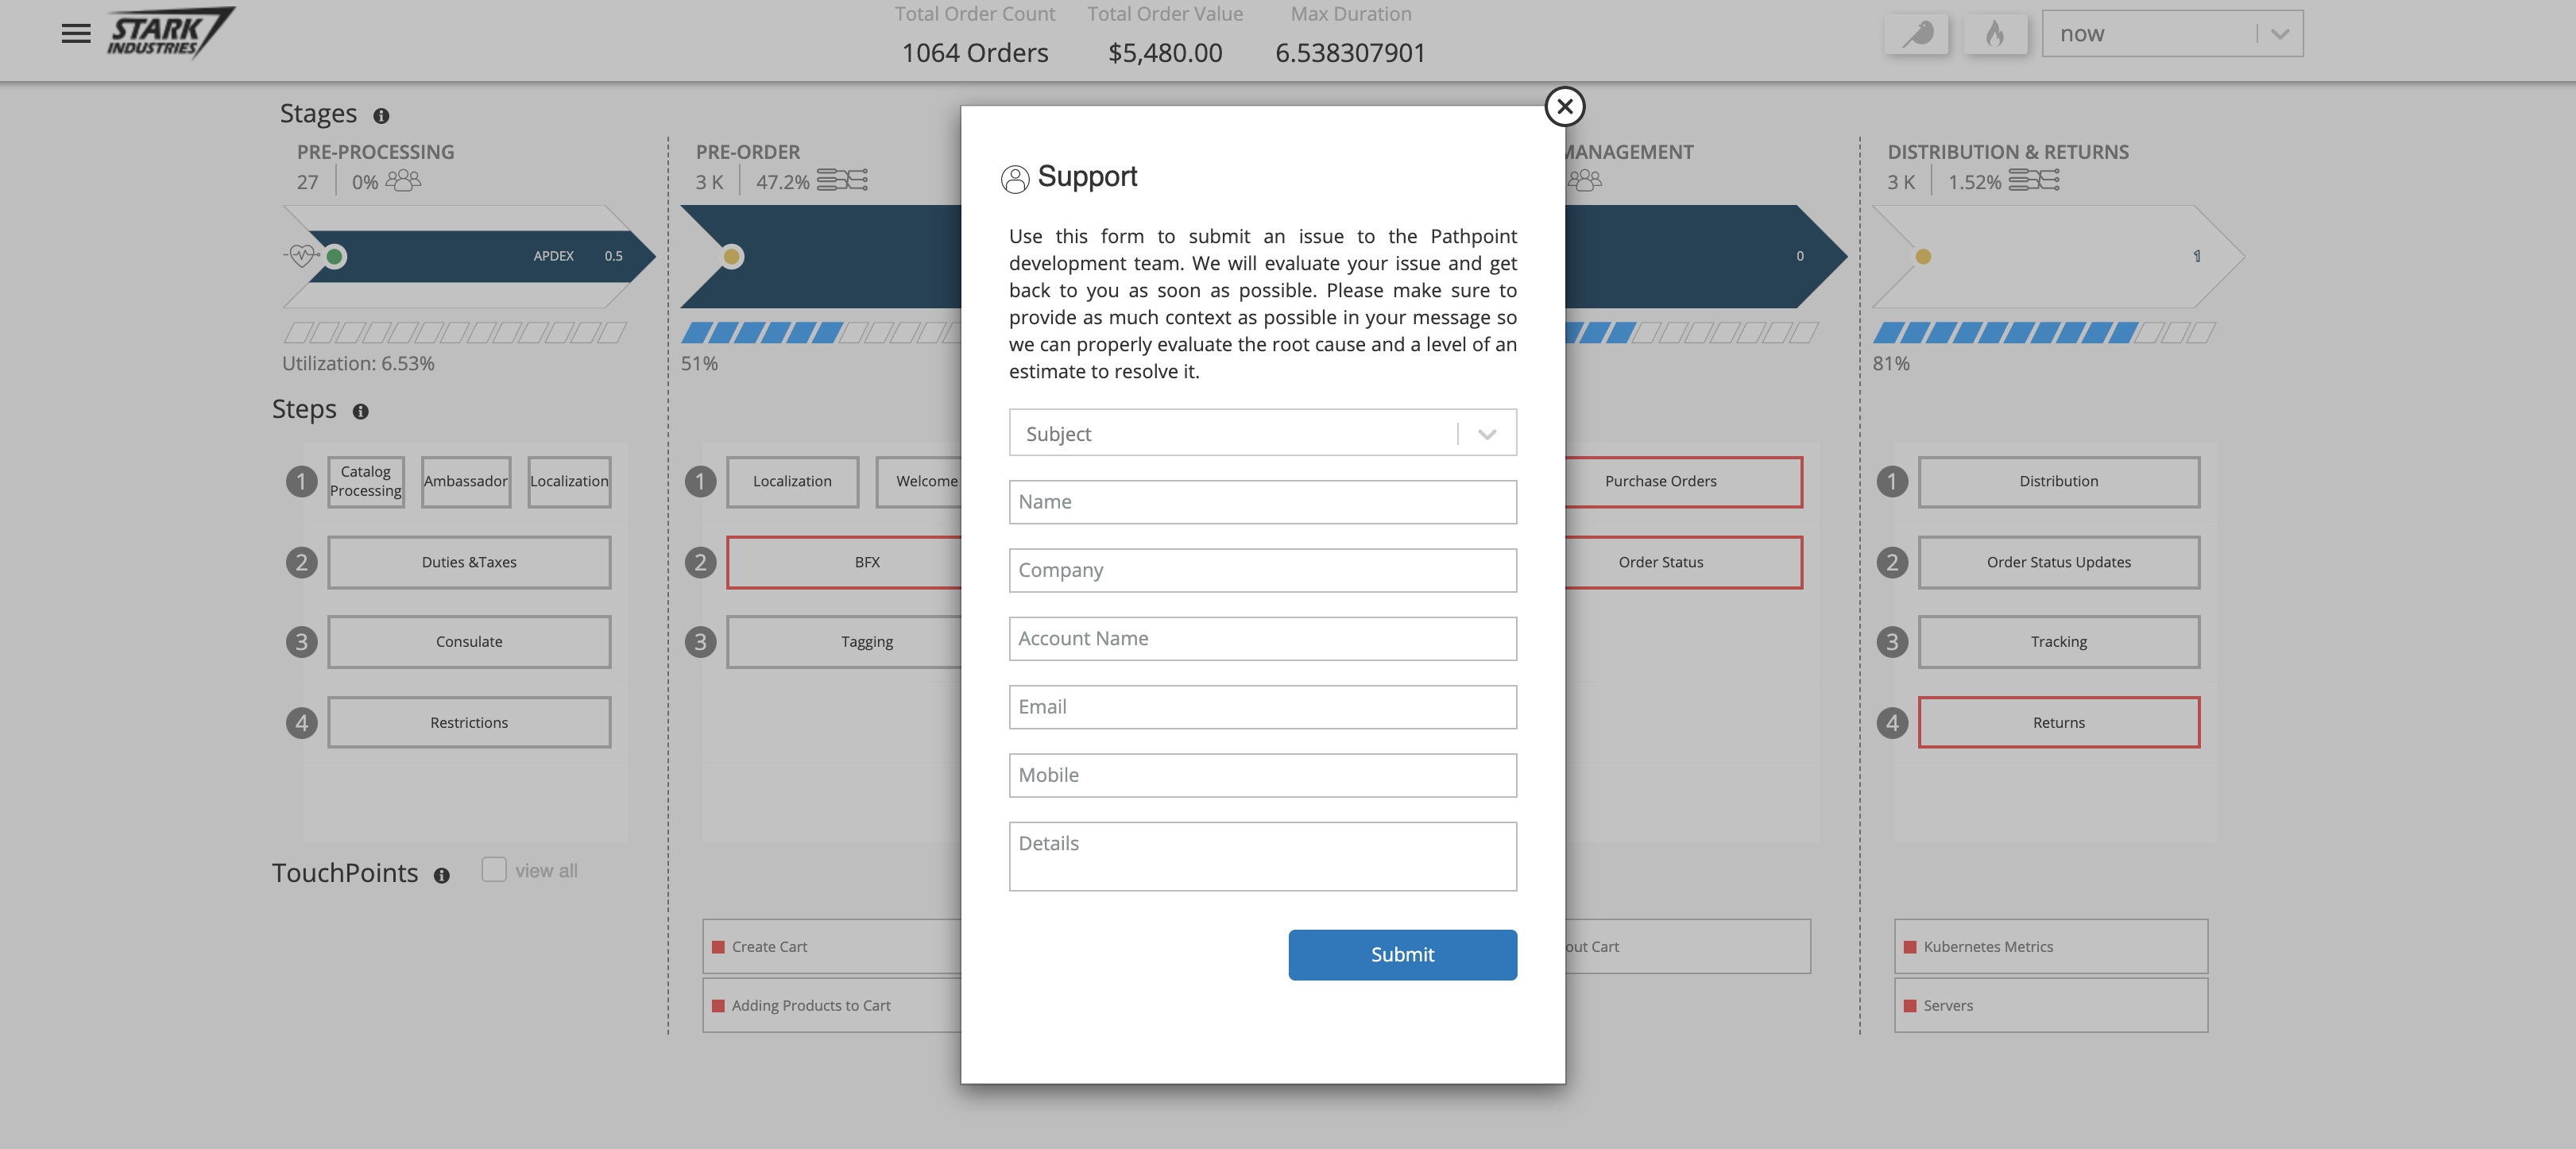 STARK
INDUSTRIES
Total Order Count
1064 Orders
Total Order Value
$5,480.00
Max Duration
6.538307901
now
Stages
PRE-PROCESSING
27
0%
APDEX 0.5
Utilization: 6.53%
PRE-ORDER
3 K
47.2%
51%
MANAGEMENT
0
DISTRIBUTION & RETURNS
3 K
1.52%
1
81%
Steps
1
Catalog
Processing
Ambassador
Localization
2
Duties &Taxes
3
Consulate
4
Restrictions
1
Localization
Welcome
2
BFX
3
Tagging
Purchase Orders
Order Status
1
Distribution
2
Order Status Updates
3
Tracking
4
Returns
TouchPoints
view all
Create Cart
Adding Products to Cart
out Cart
Kubernetes Metrics
Servers
Support
Use this form to submit an issue to the Pathpoint
development team. We will evaluate your issue and get
back to you as soon as possible. Please make sure to
provide as much context as possible in your message so
we can properly evaluate the root cause and a level of an
estimate to resolve it.
Subject
Name
Company
Account Name
Email
Mobile
Details
Submit